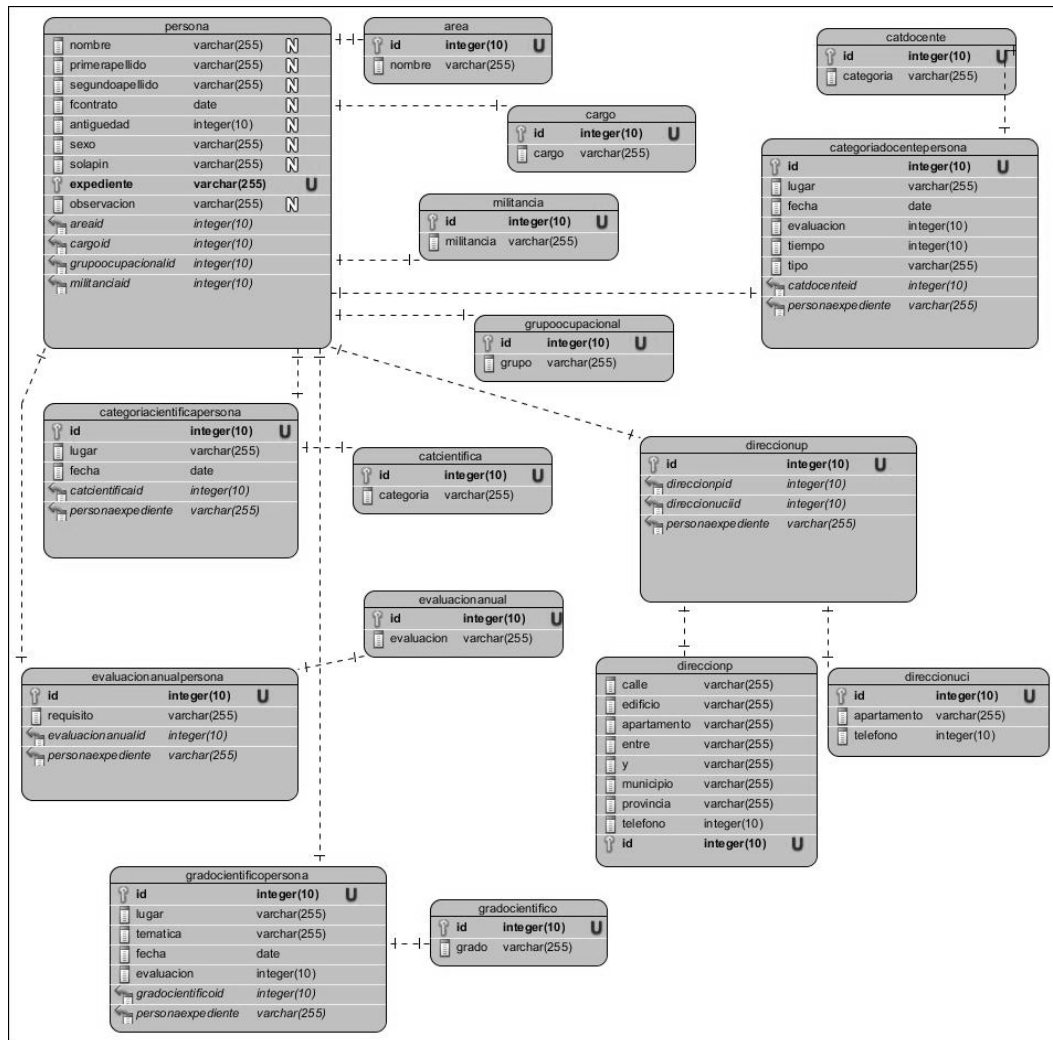 persona
nombre varchar(255) N
primerapellido varchar(255) N
segundoapellido varchar(255) N
fcontrato date N
antiguedad integer(10) N
sexo varchar(255) N
solapin varchar(255) N
expediente varchar(255) U
observacion varchar(255) N
areaid integer(10)
cargoid integer(10)
grupoocupacionalid integer(10)
militanciaid integer(10)
area
id integer(10) U
nombre varchar(255)
catdocente
id integer(10) U
categoria varchar(255)
cargo
id integer(10) U
cargo varchar(255)
categoriadocentepersona
id integer(10) U
lugar varchar(255)
fecha date
evaluacion integer(10)
tiempo integer(10)
tipo varchar(255)
catdocenteid integer(10)
personaexpediente varchar(255)
militancia
id integer(10) U
militancia varchar(255)
grupoocupacional
id integer(10) U
grupo varchar(255)
categoriacientificapersona
id integer(10) U
lugar varchar(255)
fecha date
catcientificaid integer(10)
personaexpediente varchar(255)
catcientifica
id integer(10) U
categoria varchar(255)
direccionup
id integer(10) U
direccionpid integer(10)
direccionuciid integer(10)
personaexpediente varchar(255)
evaluacionanual
id integer(10) U
evaluacion varchar(255)
evaluacionanualpersona
id integer(10) U
requisito varchar(255)
evaluacionanualid integer(10)
personaexpediente varchar(255)
direccionp
calle varchar(255)
edificio varchar(255)
apartamento varchar(255)
entre varchar(255)
y varchar(255)
municipio varchar(255)
provincia varchar(255)
telefono integer(10)
id integer(10) U
direccionuci
id integer(10) U
apartamento varchar(255)
telefono integer(10)
gradocientificopersona
id integer(10) U
lugar varchar(255)
tematica varchar(255)
fecha date
evaluacion integer(10)
gradocientificoid integer(10)
personaexpediente varchar(255)
gradocientifico
id integer(10) U
grado varchar(255)